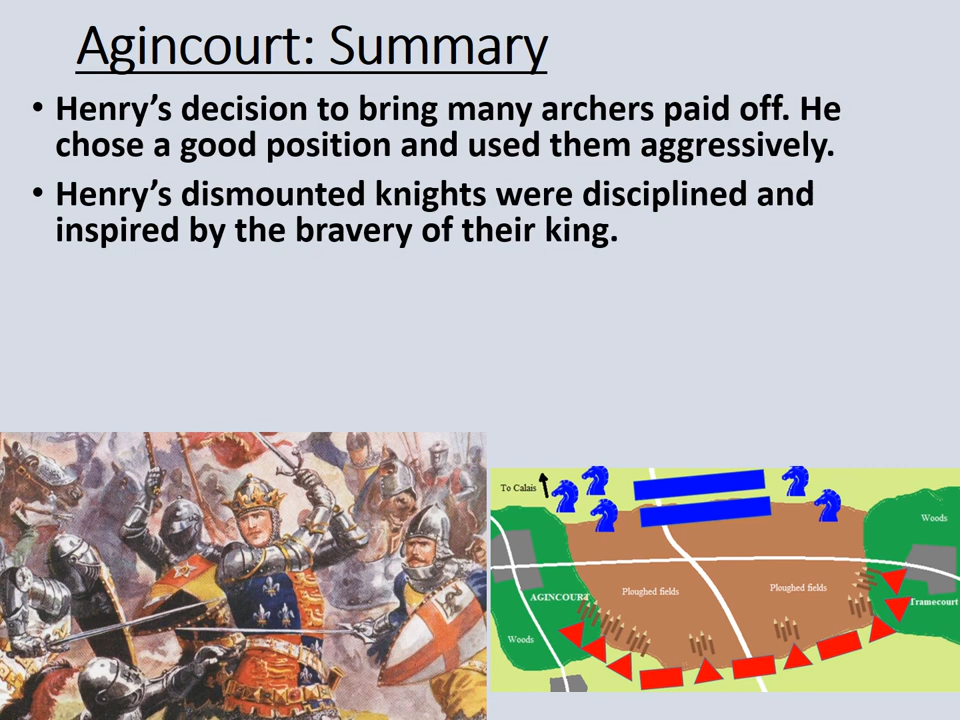 Agincourt: Summary
• Henry’s decision to bring many archers paid off. He
chose a good position and used them aggressively.
• Henry’s dismounted knights were disciplined and
inspired by the bravery of their king.
To Calais
Woods
AGINCOURT
Ploughed fields
Ploughed fields
Tramecourt
Woods